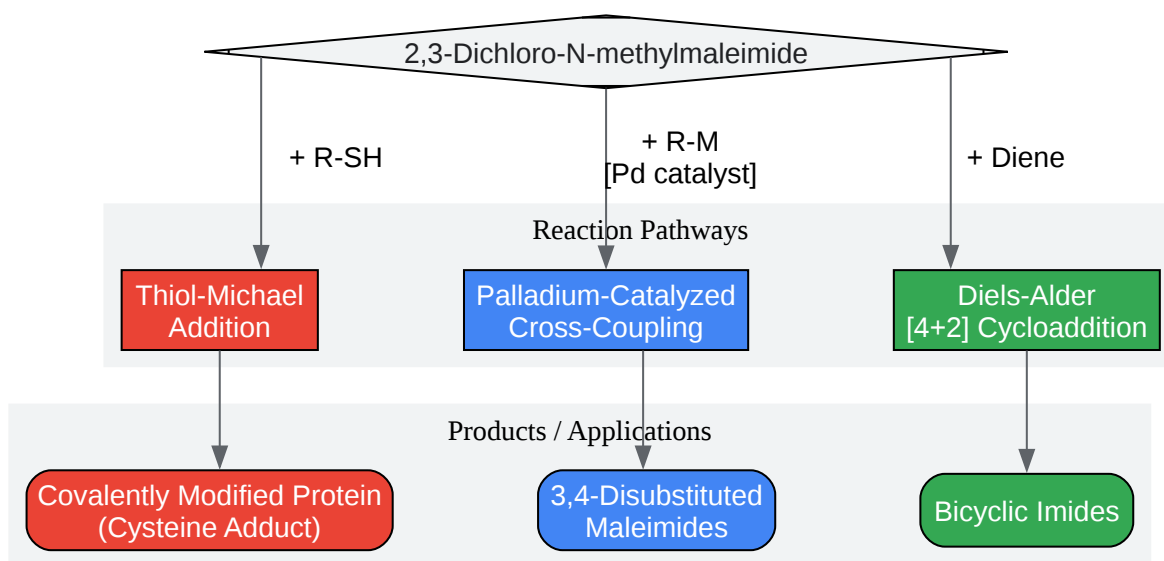 2,3-Dichloro-N-methylmaleimide
+ R-SH
+ R-M
[Pd catalyst]
+ Diene
Reaction Pathways
Thiol-Michael
Addition
Palladium-Catalyzed
Cross-Coupling
Diels-Alder
[4+2] Cycloaddition
Products / Applications
Covalently Modified Protein
(Cysteine Adduct)
3,4-Disubstituted
Maleimides
Bicyclic Imides